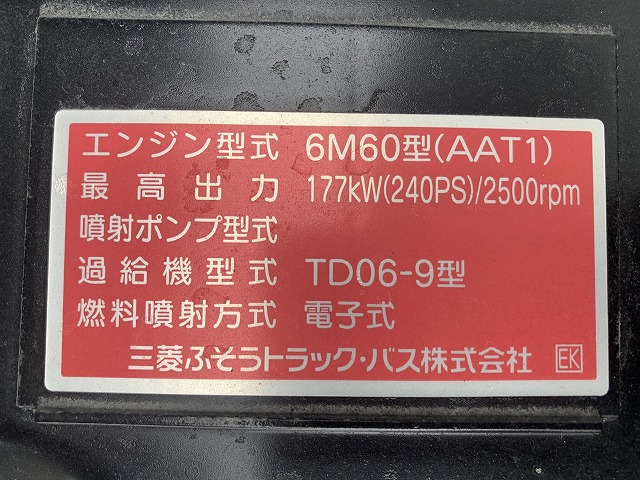 エンジン型式 6M60型(AAT1)
最高出力 177kW(240PS)/2500rpm
噴射ポンプ型式
過給機型式 TD06-9型
燃料噴射方式 電子式
三菱ふそうトラック・バス株式会社 EK